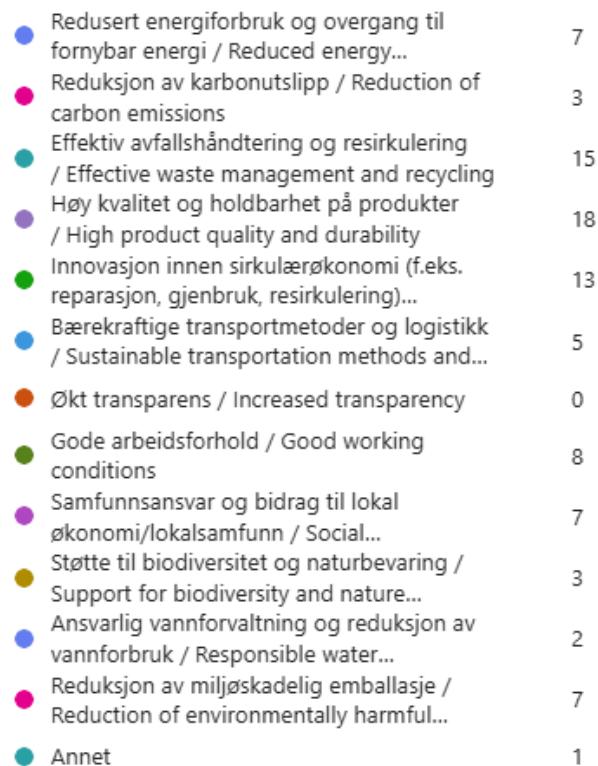 Redusert energiforbruk og overgang til
fornybar energi / Reduced energy... 7
Reduksjon av karbonutslipp / Reduction of
carbon emissions 3
Effektiv avfallshåndtering og resirkulering
/ Effective waste management and recycling 15
Høy kvalitet og holdbarhet på produkter
/ High product quality and durability 18
Innovasjon innen sirkulærøkonomi (f.eks.
reparasjon, gjenbruk, resirkulering)... 13
Bærekraftige transportmetoder og logistikk
/ Sustainable transportation methods and... 5
Økt transparens / Increased transparency 0
Gode arbeidsforhold / Good working
conditions 8
Samfunnsansvar og bidrag til lokal
økonomi/lokalsamfunn / Social... 7
Støtte til biodiversitet og naturbevaring /
Support for biodiversity and nature... 3
Ansvarlig vannforvaltning og reduksjon av
vannforbruk / Responsible water... 2
Reduksjon av miljøskadelig emballasje /
Reduction of environmentally harmful... 7
Annet 1